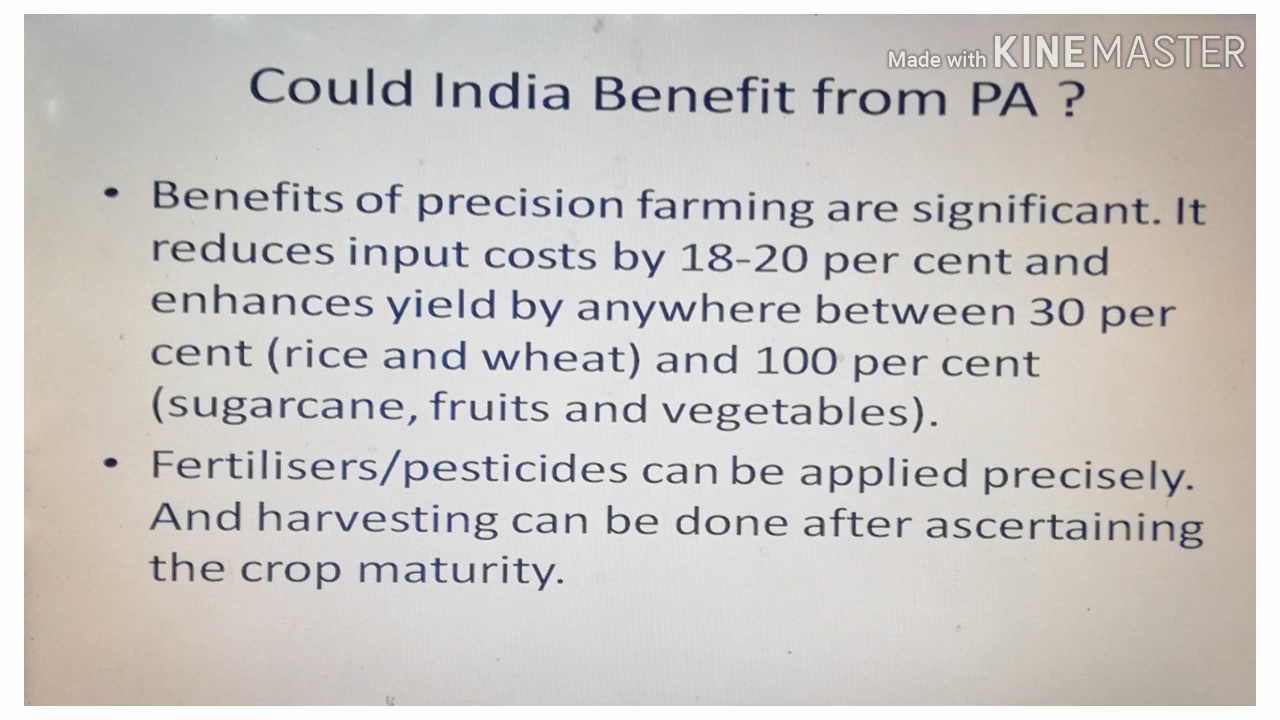 Made with KINEMASTER
Could India Benefit from PA ?
• Benefits of precision farming are significant. It
reduces input costs by 18-20 per cent and
enhances yield by anywhere between 30 per
cent (rice and wheat) and 100 per cent
(sugarcane, fruits and vegetables).
• Fertilisers/pesticides can be applied precisely.
And harvesting can be done after ascertaining
the crop maturity.